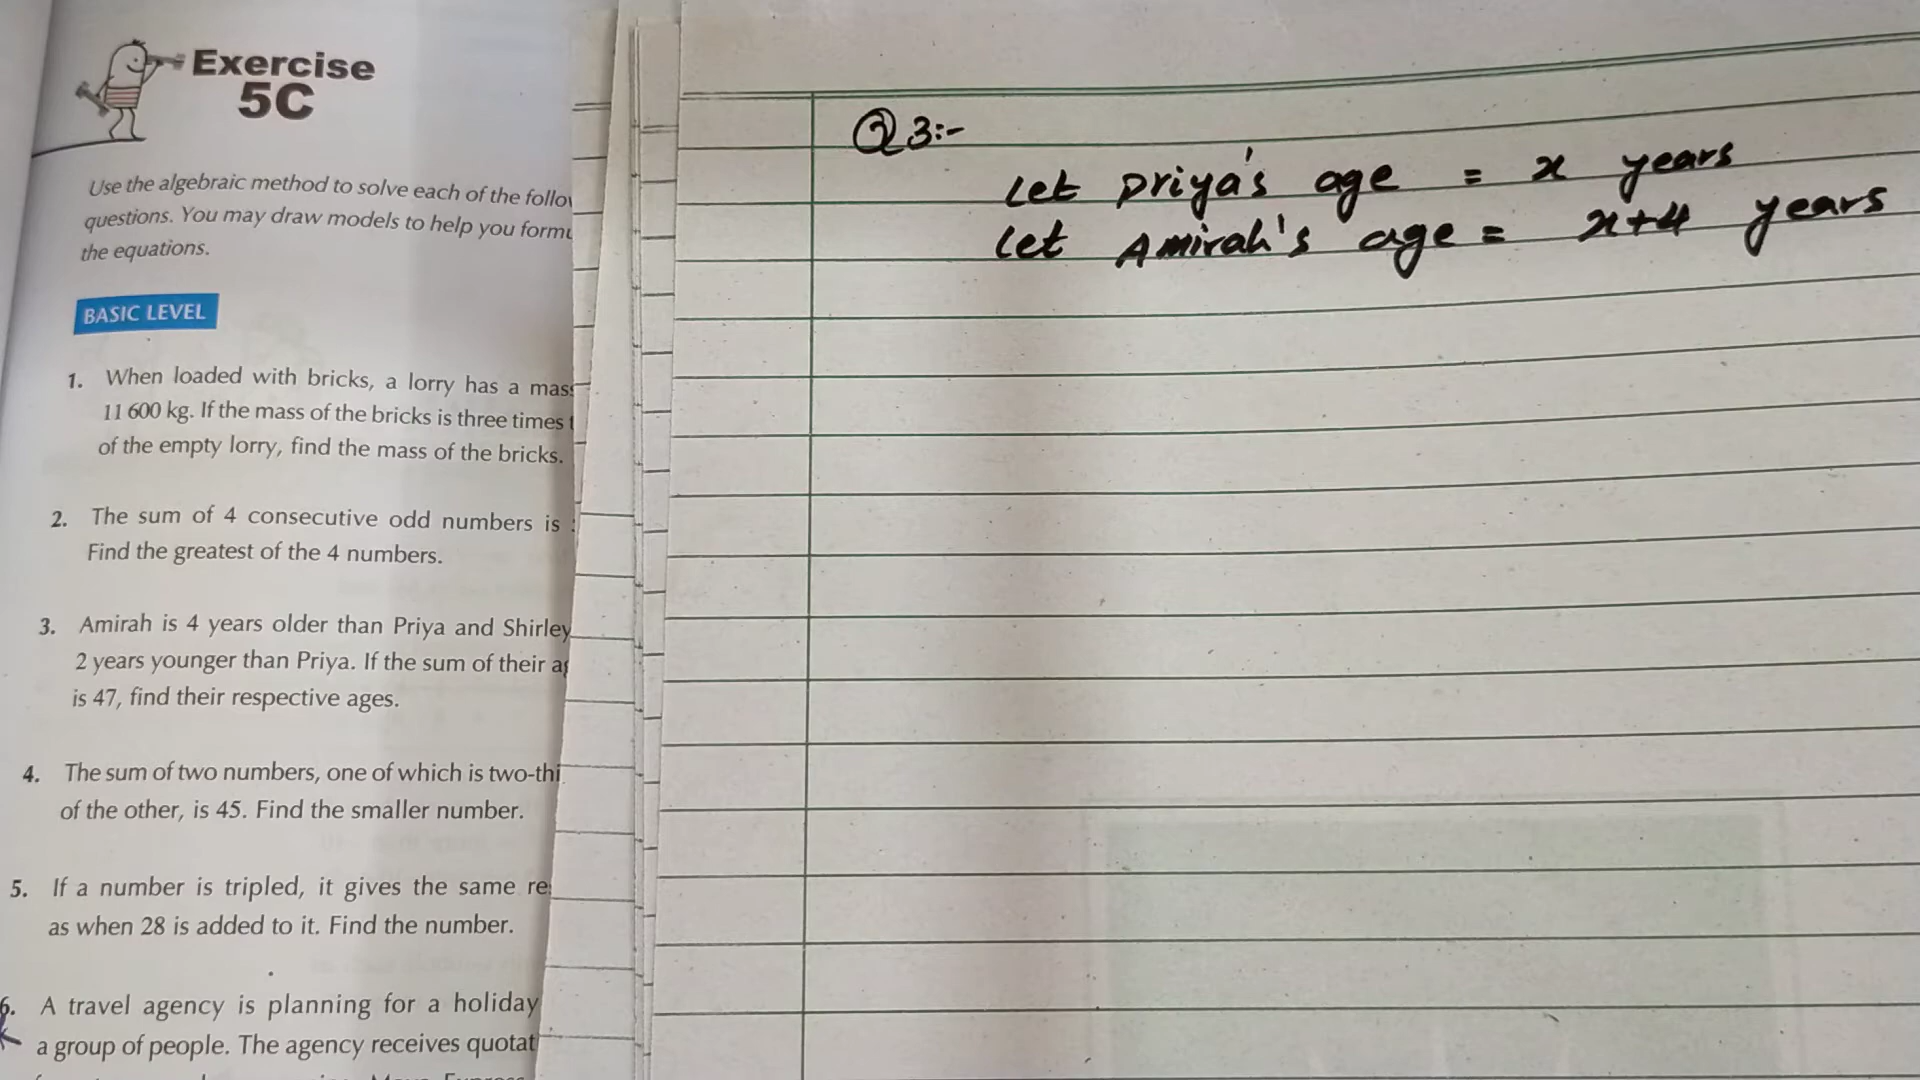 Exercise
5C
Use the algebraic method to solve each of the
questions. You may draw models to help you
the equations.
BASIC LEVEL
1. When loaded with bricks, a lorry has a
11 600 kg. If the mass of the bricks is three times
of the empty lorry, find the mass of the bricks.
2. The sum of 4 consecutive odd numbers is
Find the greatest of the 4 numbers.
3. Amirah is 4 years older than Priya and Shirley
2 years younger than Priya. If the sum of their
is 47, find their respective ages.
4. The sum of two numbers, one of which is
of the other, is 45. Find the smaller number.
5. If a number is tripled, it gives the same
as when 28 is added to it. Find the number.
6. A travel agency is planning for a holiday
a group of people. The agency receives
Q3:-
Let Priya's age = x years
Let Amirah's age = x+4 years